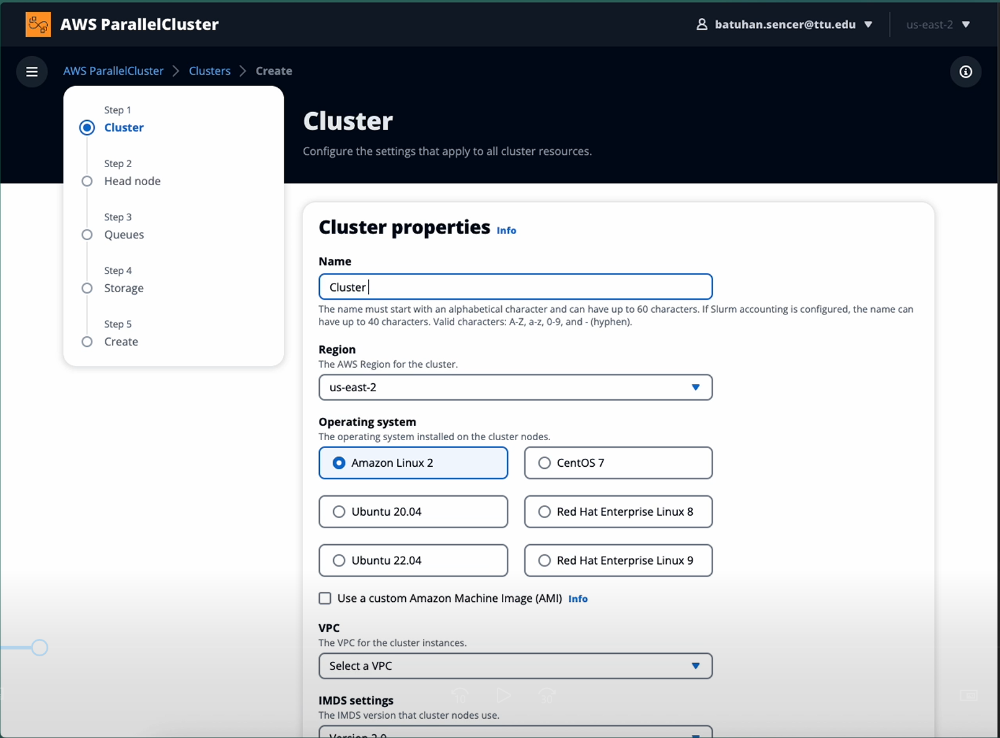 AWS ParallelCluster
batuhan.sencer@ttu.edu
us-east-2
AWS ParallelCluster
Clusters
Create
Step 1
Cluster
Step 2
Head node
Step 3
Queues
Step 4
Storage
Step 5
Create
Cluster
Configure the settings that apply to all cluster resources.
Cluster properties Info
Name
Cluster
The name must start with an alphabetical character and can have up to 60 characters. If Slurm accounting is configured, the name can
have up to 40 characters. Valid characters: A-Z, a-z, 0-9, and - (hyphen).
Region
The AWS Region for the cluster.
us-east-2
Operating system
The operating system installed on the cluster nodes.
Amazon Linux 2
CentOS 7
Ubuntu 20.04
Red Hat Enterprise Linux 8
Ubuntu 22.04
Red Hat Enterprise Linux 9
Use a custom Amazon Machine Image (AMI) Info
VPC
The VPC for the cluster instances.
Select a VPC
10
30
IMDS settings
The IMDS version that cluster nodes use.
Version 2.0